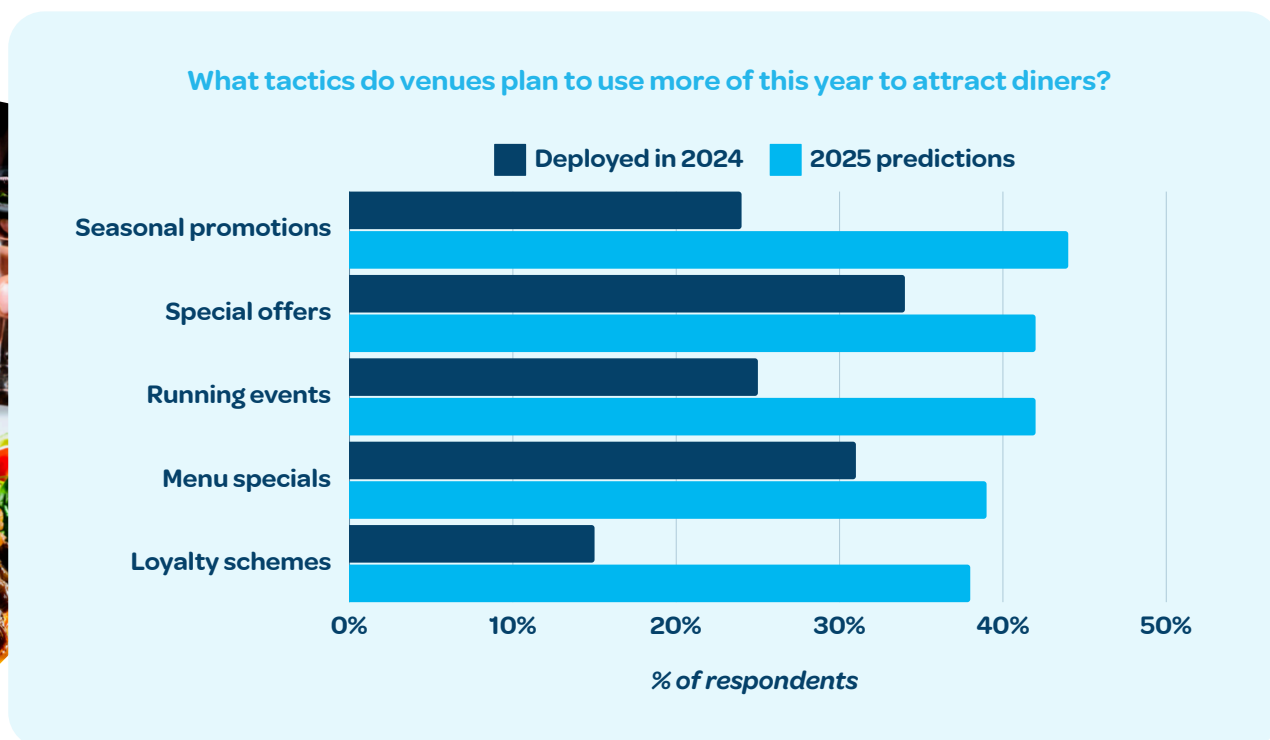 What tactics do venues plan to use more of this year to attract diners?
Deployed in 2024 2025 predictions
Seasonal promotions
Special offers
Running events
Menu specials
Loyalty schemes
0% 10% 20% 30% 40% 50%
% of respondents